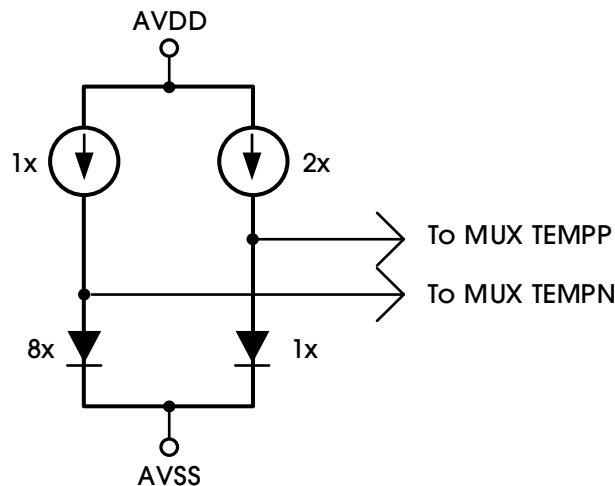 AVDD
1x
2x
To MUX TEMPP
To MUX TEMPN
8x
1x
AVSS